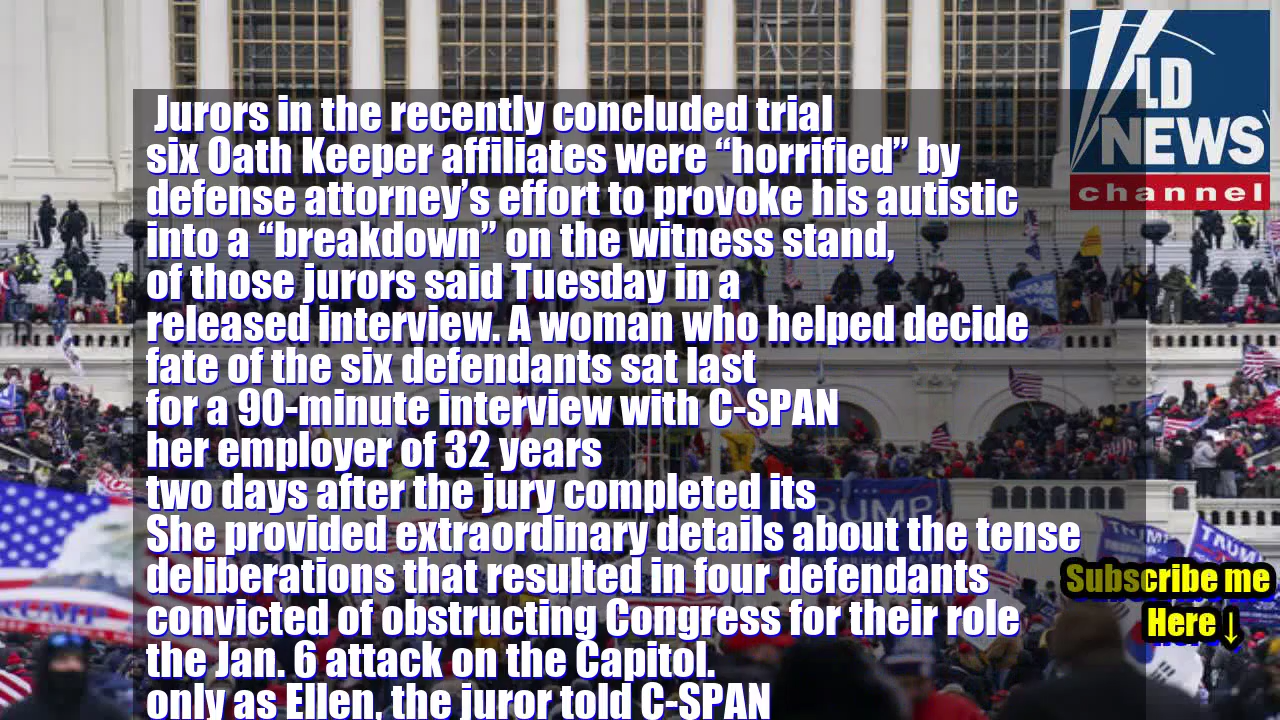 Jurors in the recently concluded trial
six Oath Keeper affiliates were “horrified” by
defense attorney’s effort to provoke his autistic
into a “breakdown” on the witness stand,
of those jurors said Tuesday in a
released interview. A woman who helped decide
fate of the six defendants sat last
for a 90-minute interview with C-SPAN
her employer of 32 years
two days after the jury completed its
She provided extraordinary details about the tense
deliberations that resulted in four defendants
convicted of obstructing Congress for their role
the Jan. 6 attack on the Capitol.
only as Ellen, the juror told C-SPAN
LD
NEWS
channel
Subscribe me
Here ↓
TRUMP
TRUMP
TRUMP